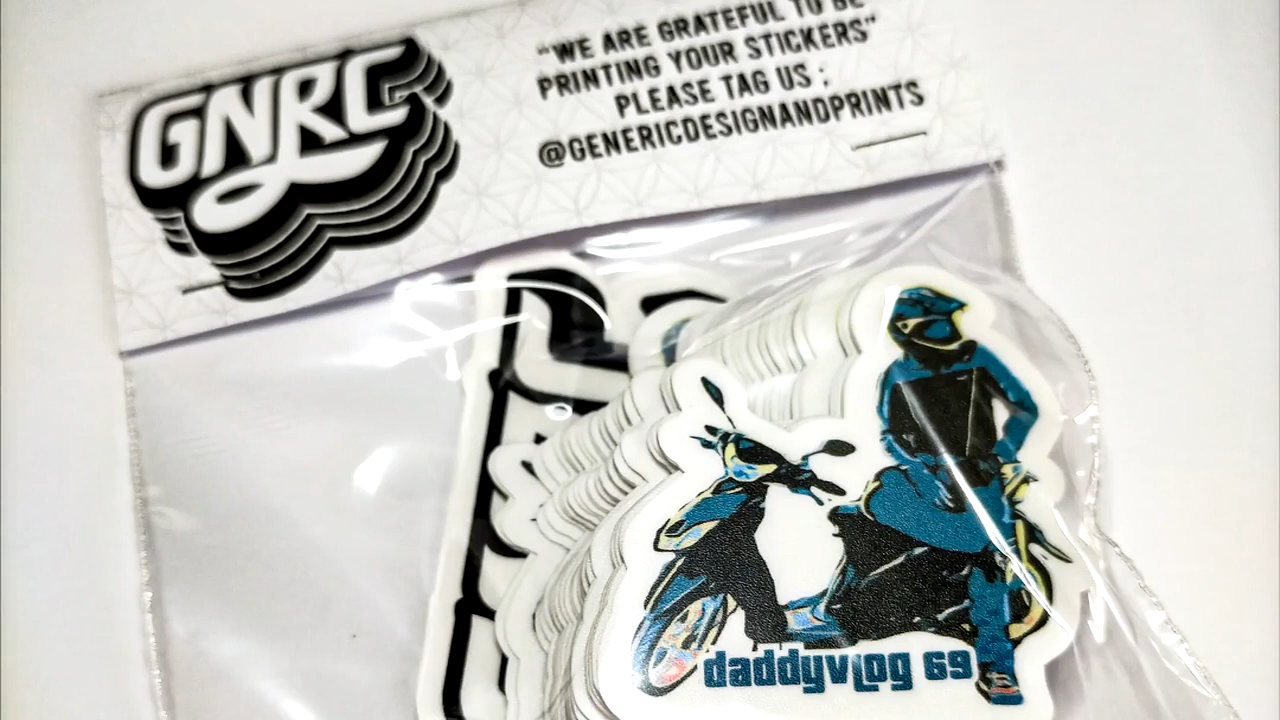 GNRC
"WE ARE GRATEFUL TO BE
PRINTING YOUR STICKERS"
PLEASE TAG US :
@GENERICDESIGNANDPRINTS
daddyvlog 69